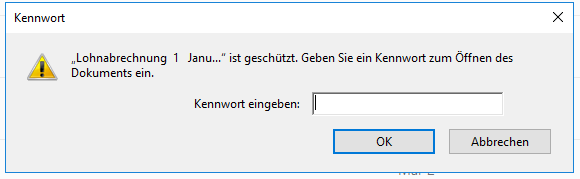 Kennwort
„Lohnabrechnung 1 Janu...“ ist geschützt. Geben Sie ein Kennwort zum Öffnen des
Dokuments ein.
Kennwort eingeben:
OK
Abbrechen